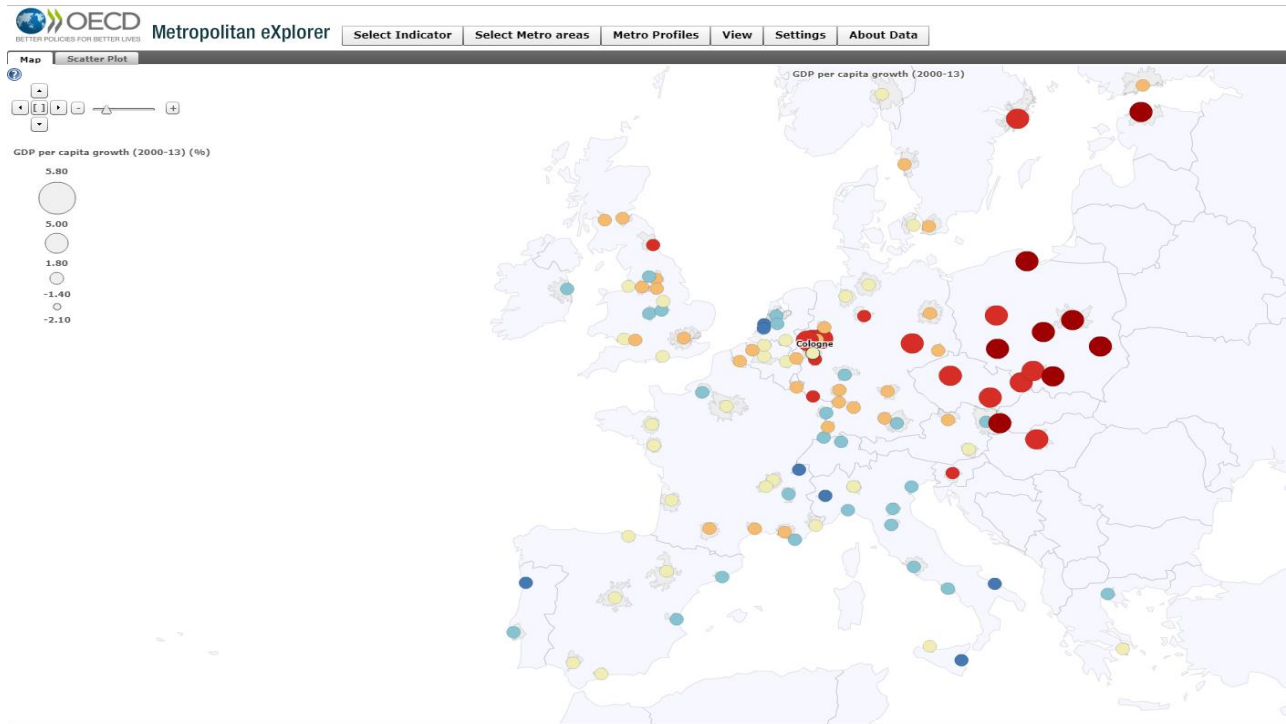 OECD
BETTER POLICIES FOR BETTER LIVES
Metropolitan eXplorer
Select Indicator
Select Metro areas
Metro Profiles
View
Settings
About Data
Map
Scatter Plot
?
GDP per capita growth (2000-13)
[ ]
-
+
GDP per capita growth (2000-13) (%)
5.80
5.00
1.80
-1.40
-2.10
Cologne